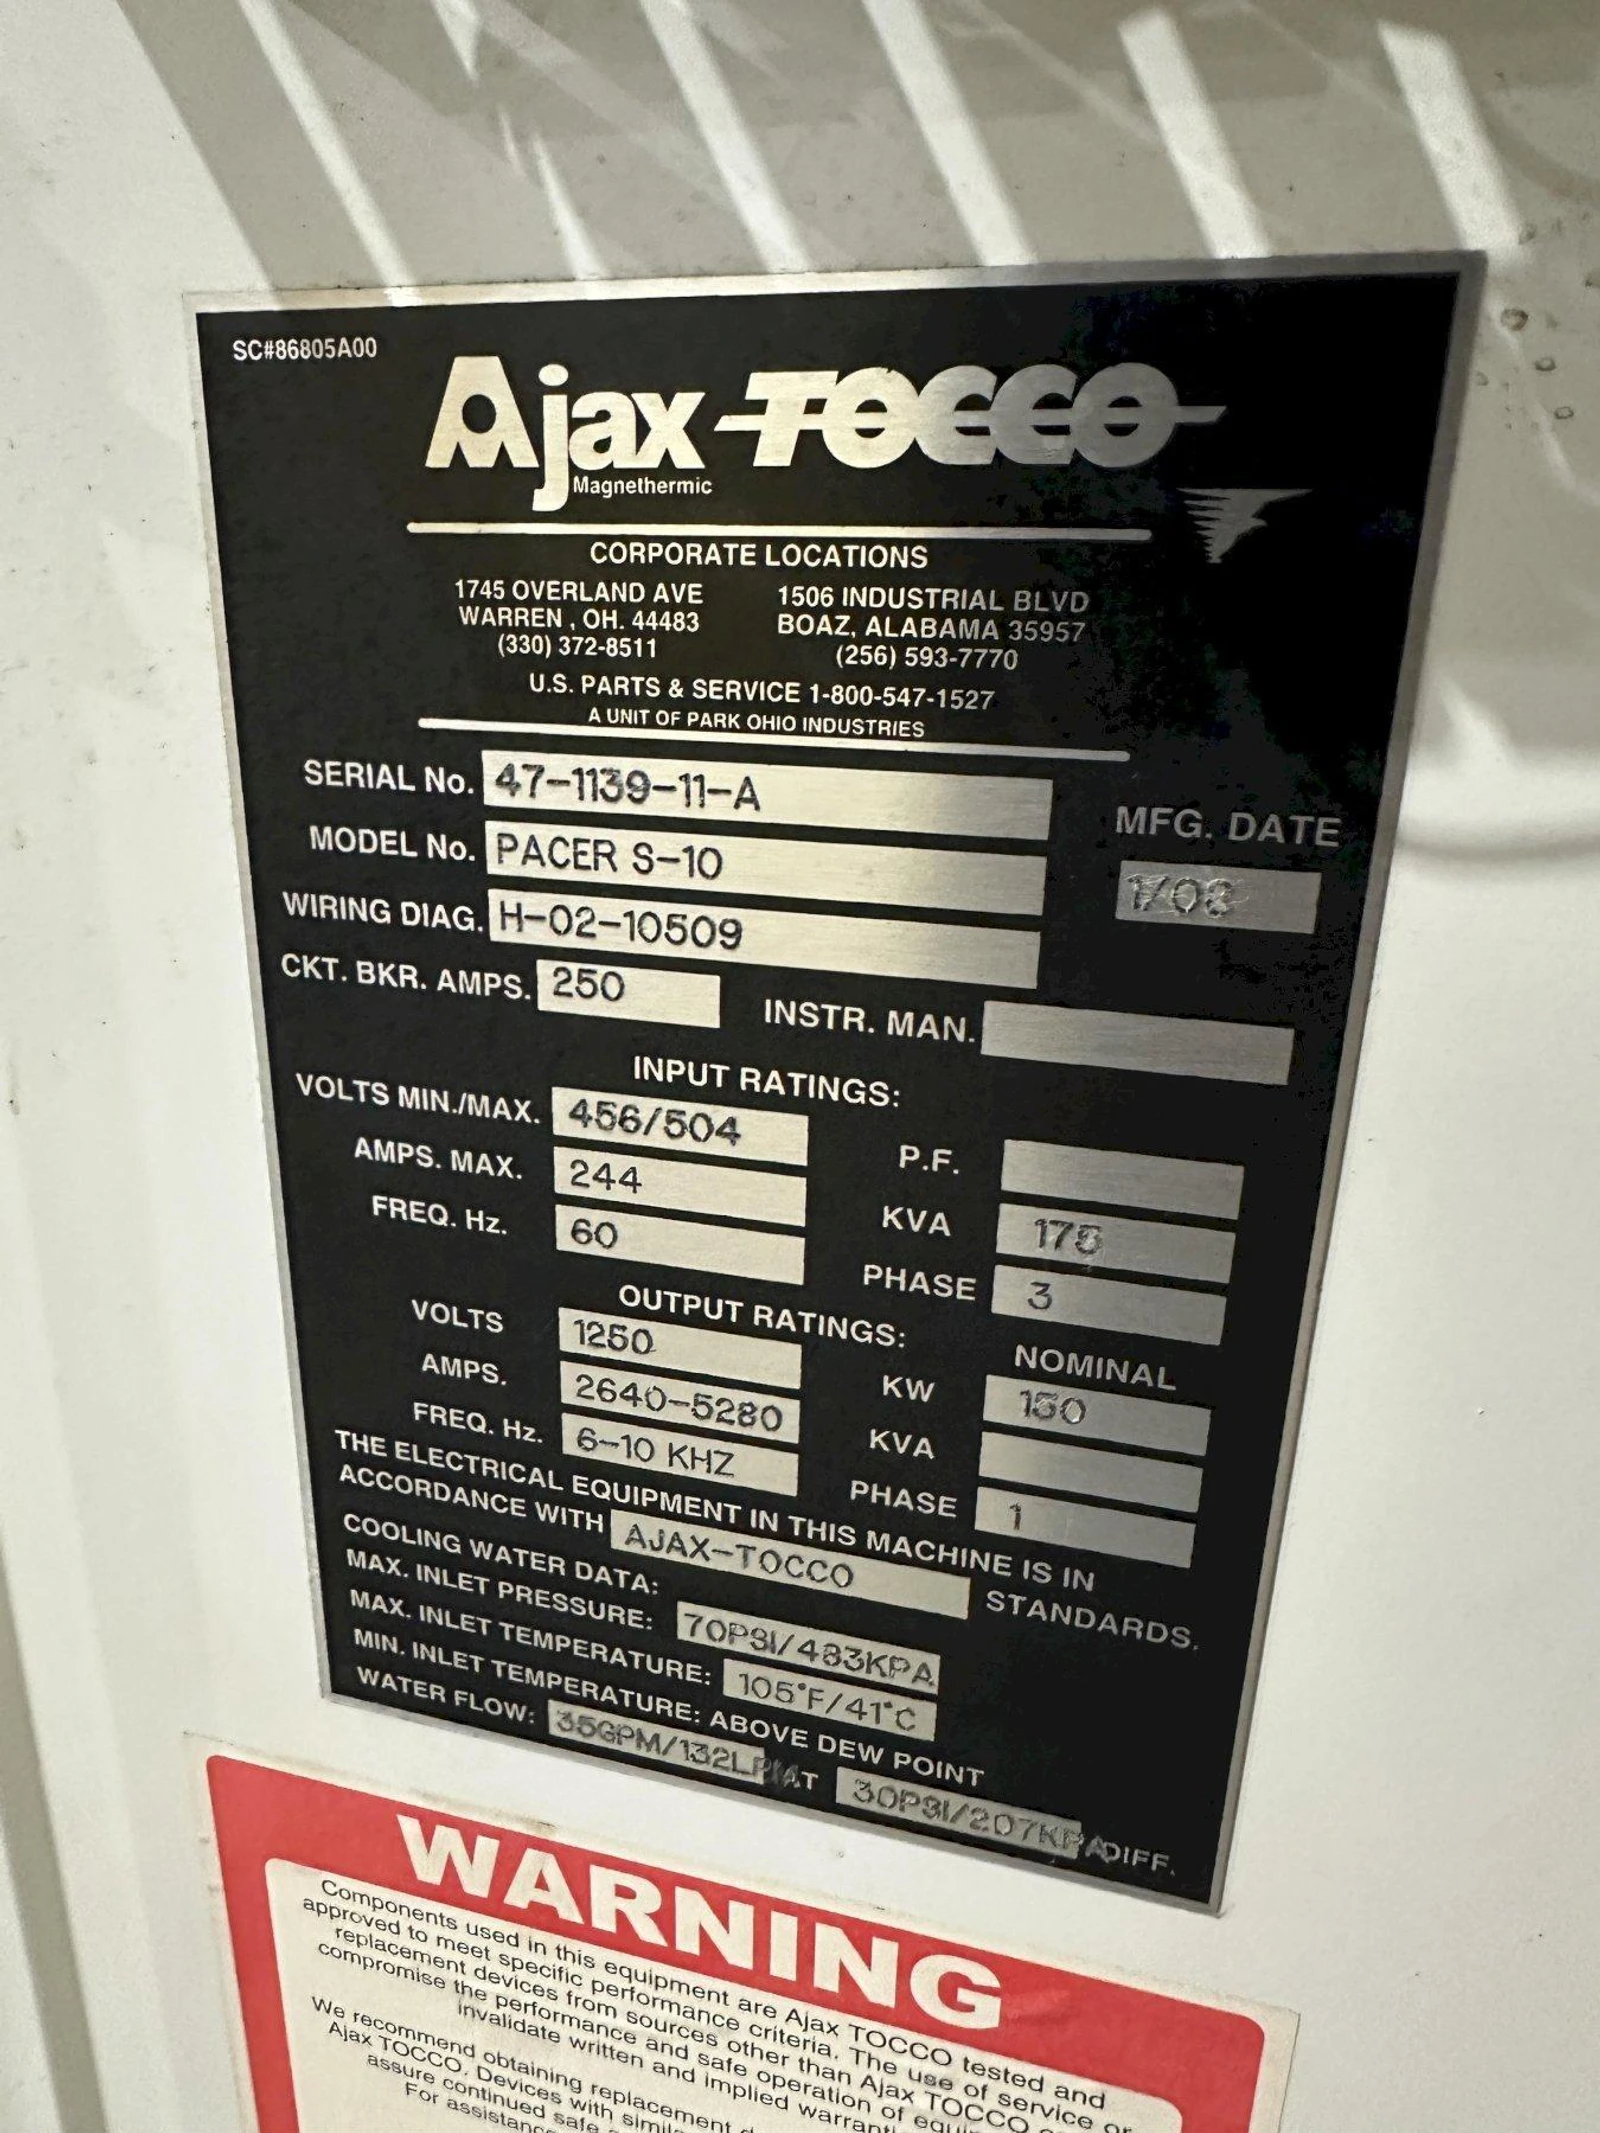 SC#86805A00
Ajax TOCCO
Magnethermic
CORPORATE LOCATIONS
1745 OVERLAND AVE
WARREN , OH. 44483
(330) 372-8511
1506 INDUSTRIAL BLVD
BOAZ, ALABAMA 35957
(256) 593-7770
U.S. PARTS & SERVICE 1-800-547-1527
A UNIT OF PARK OHIO INDUSTRIES
SERIAL No. 47-1139-11-A
MFG. DATE
MODEL No. PACER S-10
WIRING DIAG. H-02-10509
CKT. BKR. AMPS. 250 INSTR. MAN.
INPUT RATINGS:
VOLTS MIN./MAX. 456/504 P.F.
AMPS. MAX. 244 KVA
FREQ. Hz. 60 PHASE 3
OUTPUT RATINGS: NOMINAL
VOLTS 1250 KW 150
AMPS. 2640-5280 KVA
FREQ. Hz. 6-10 KHZ PHASE 1
THE ELECTRICAL EQUIPMENT IN THIS MACHINE IS IN
ACCORDANCE WITH AJAX-TOCCO STANDARDS.
COOLING WATER DATA:
MAX. INLET PRESSURE: 70PSI/483KPA
MAX. INLET TEMPERATURE: 105°F/41°C
MIN. INLET TEMPERATURE: ABOVE DEW POINT
WATER FLOW: 35GPM/132LPM AT 30PSI/207KPA DIFF.
WARNING
Components used in this equipment are Ajax TOCCO tested and
approved to meet specific performance criteria. The use of service or
replacement devices from sources other than Ajax TOCCO
compromise the performance and safe operation of
invalidate written and implied
We recommend obtaining replacement
Ajax TOCCO. Devices with
assure continued safe
For